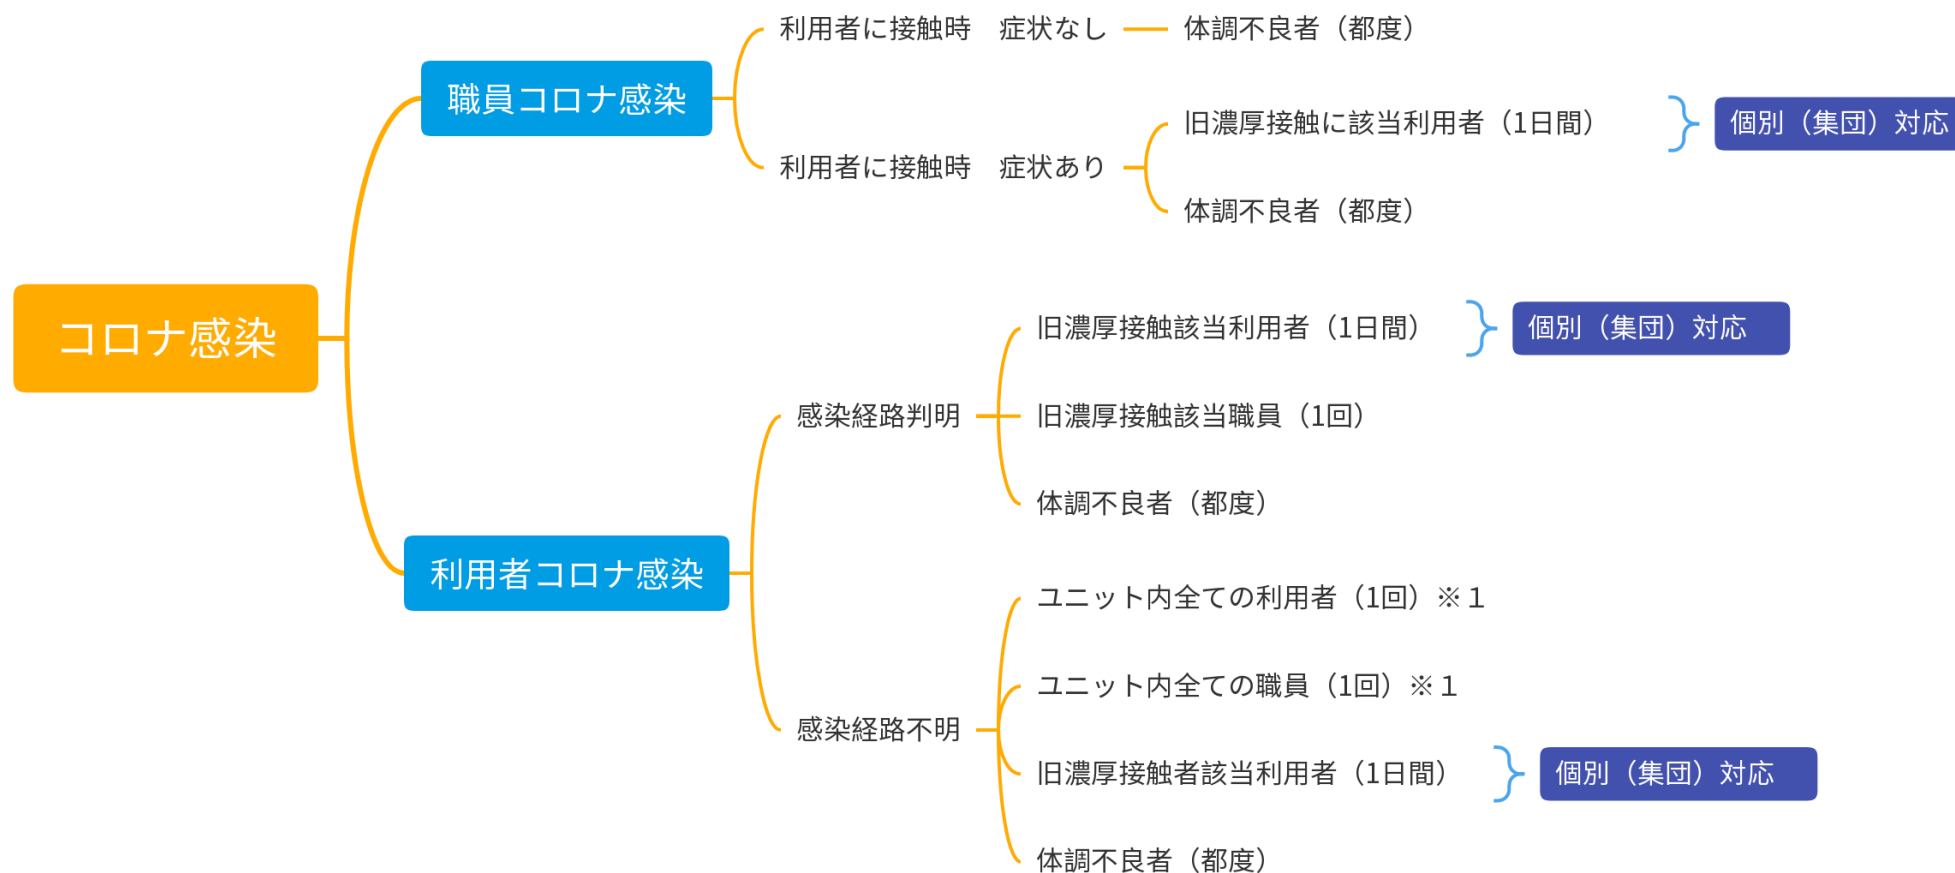 コロナ感染
職員コロナ感染
利用者に接触時　症状なし
体調不良者（都度）
利用者に接触時　症状あり
旧濃厚接触に該当利用者（1日間）
個別（集団）対応
体調不良者（都度）
利用者コロナ感染
感染経路判明
旧濃厚接触該当利用者（1日間）
個別（集団）対応
旧濃厚接触該当職員（1回）
体調不良者（都度）
感染経路不明
ユニット内全ての利用者（1回）※１
ユニット内全ての職員（1回）※１
旧濃厚接触者該当利用者（1日間）
個別（集団）対応
体調不良者（都度）